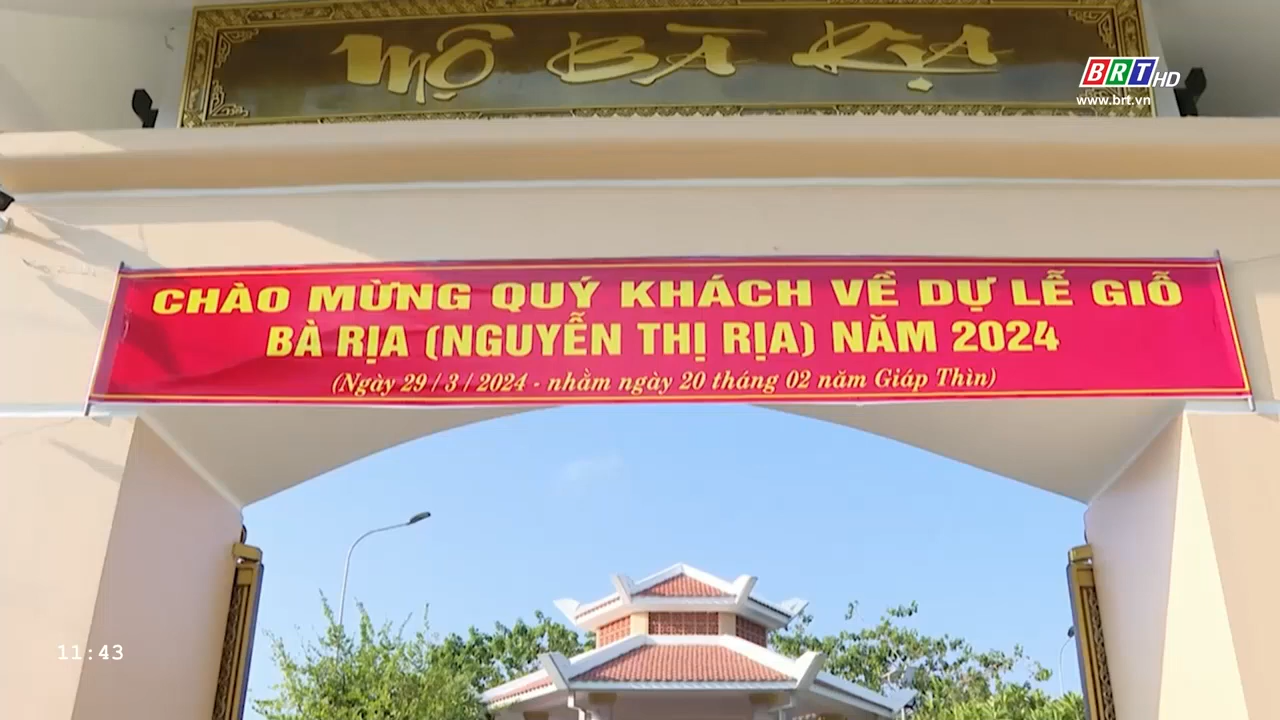 MỘ BÀ RỊA
BRT HD
www.brt.vn
CHÀO MỪNG QUÝ KHÁCH VỀ DỰ LỄ GIỖ
BÀ RỊA (NGUYỄN THỊ RỊA) NĂM 2024
(Ngày 29 / 3 / 2024 - nhằm ngày 20 tháng 02 năm Giáp Thìn)
11:43